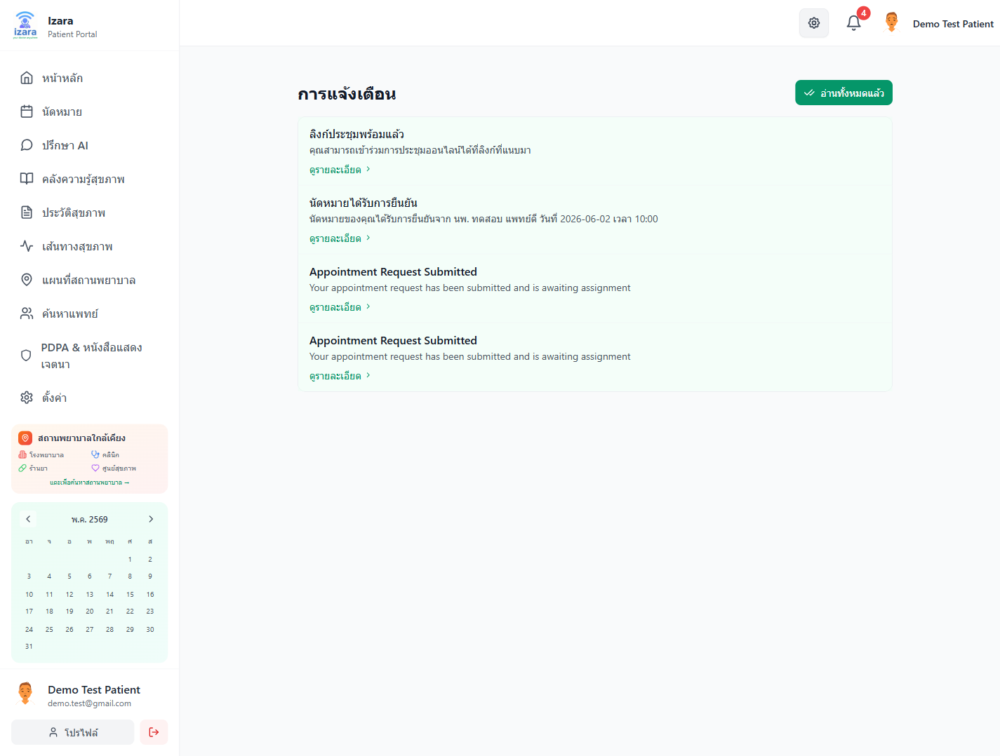 izara
Izara
Patient Portal
4
Demo Test Patient
หน้าหลัก
นัดหมาย
ปรึกษา AI
คลังความรู้สุขภาพ
ประวัติสุขภาพ
เส้นทางสุขภาพ
แผนที่สถานพยาบาล
ค้นหาแพทย์
PDPA & หนังสือแสดง
เจตนา
ตั้งค่า
สถานพยาบาลใกล้เคียง
โรงพยาบาล
คลินิก
ร้านยา
ศูนย์สุขภาพ
แตะเพื่อค้นหาสถานพยาบาล →
พ.ค. 2569
อา จ อ พ พฤ ศ ส
1 2
3 4 5 6 7 8 9
10 11 12 13 14 15 16
17 18 19 20 21 22 23
24 25 26 27 28 29 30
31
Demo Test Patient
demo.test@gmail.com
โปรไฟล์
การแจ้งเตือน
อ่านทั้งหมดแล้ว
ลิงก์ประชุมพร้อมแล้ว
คุณสามารถเข้าร่วมการประชุมออนไลน์ได้ที่ลิงก์ที่แนบมา
ดูรายละเอียด
นัดหมายได้รับการยืนยัน
นัดหมายของคุณได้รับการยืนยันจาก นพ. ทดสอบ แพทย์ดี วันที่ 2026-06-02 เวลา 10:00
ดูรายละเอียด
Appointment Request Submitted
Your appointment request has been submitted and is awaiting assignment
ดูรายละเอียด
Appointment Request Submitted
Your appointment request has been submitted and is awaiting assignment
ดูรายละเอียด